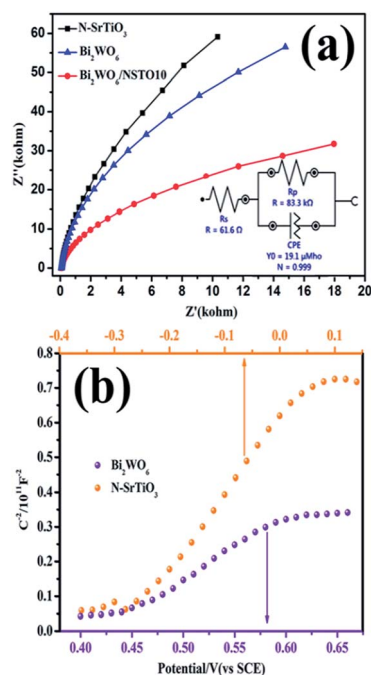 60
50
40
30
20
10
0
Z''(kohm)
N-SrTiO3
Bi2WO6
Bi2WO6/NSTO10
(a)
Rs
R = 61.6 Ω
Rp
R = 83.3 kΩ
CPE
Y0 = 19.1 µMho
N = 0.999
0 2 4 6 8 10 12 14 16 18 20
Z'(kohm)
-0.4 -0.3 -0.2 -0.1 0.0 0.1
0.8
0.7
0.6
0.5
0.4
0.3
0.2
0.1
0.0
C-2/1011F-2
(b)
Bi2WO6
N-SrTiO3
0.40 0.45 0.50 0.55 0.60 0.65
Potential/V(vs SCE)